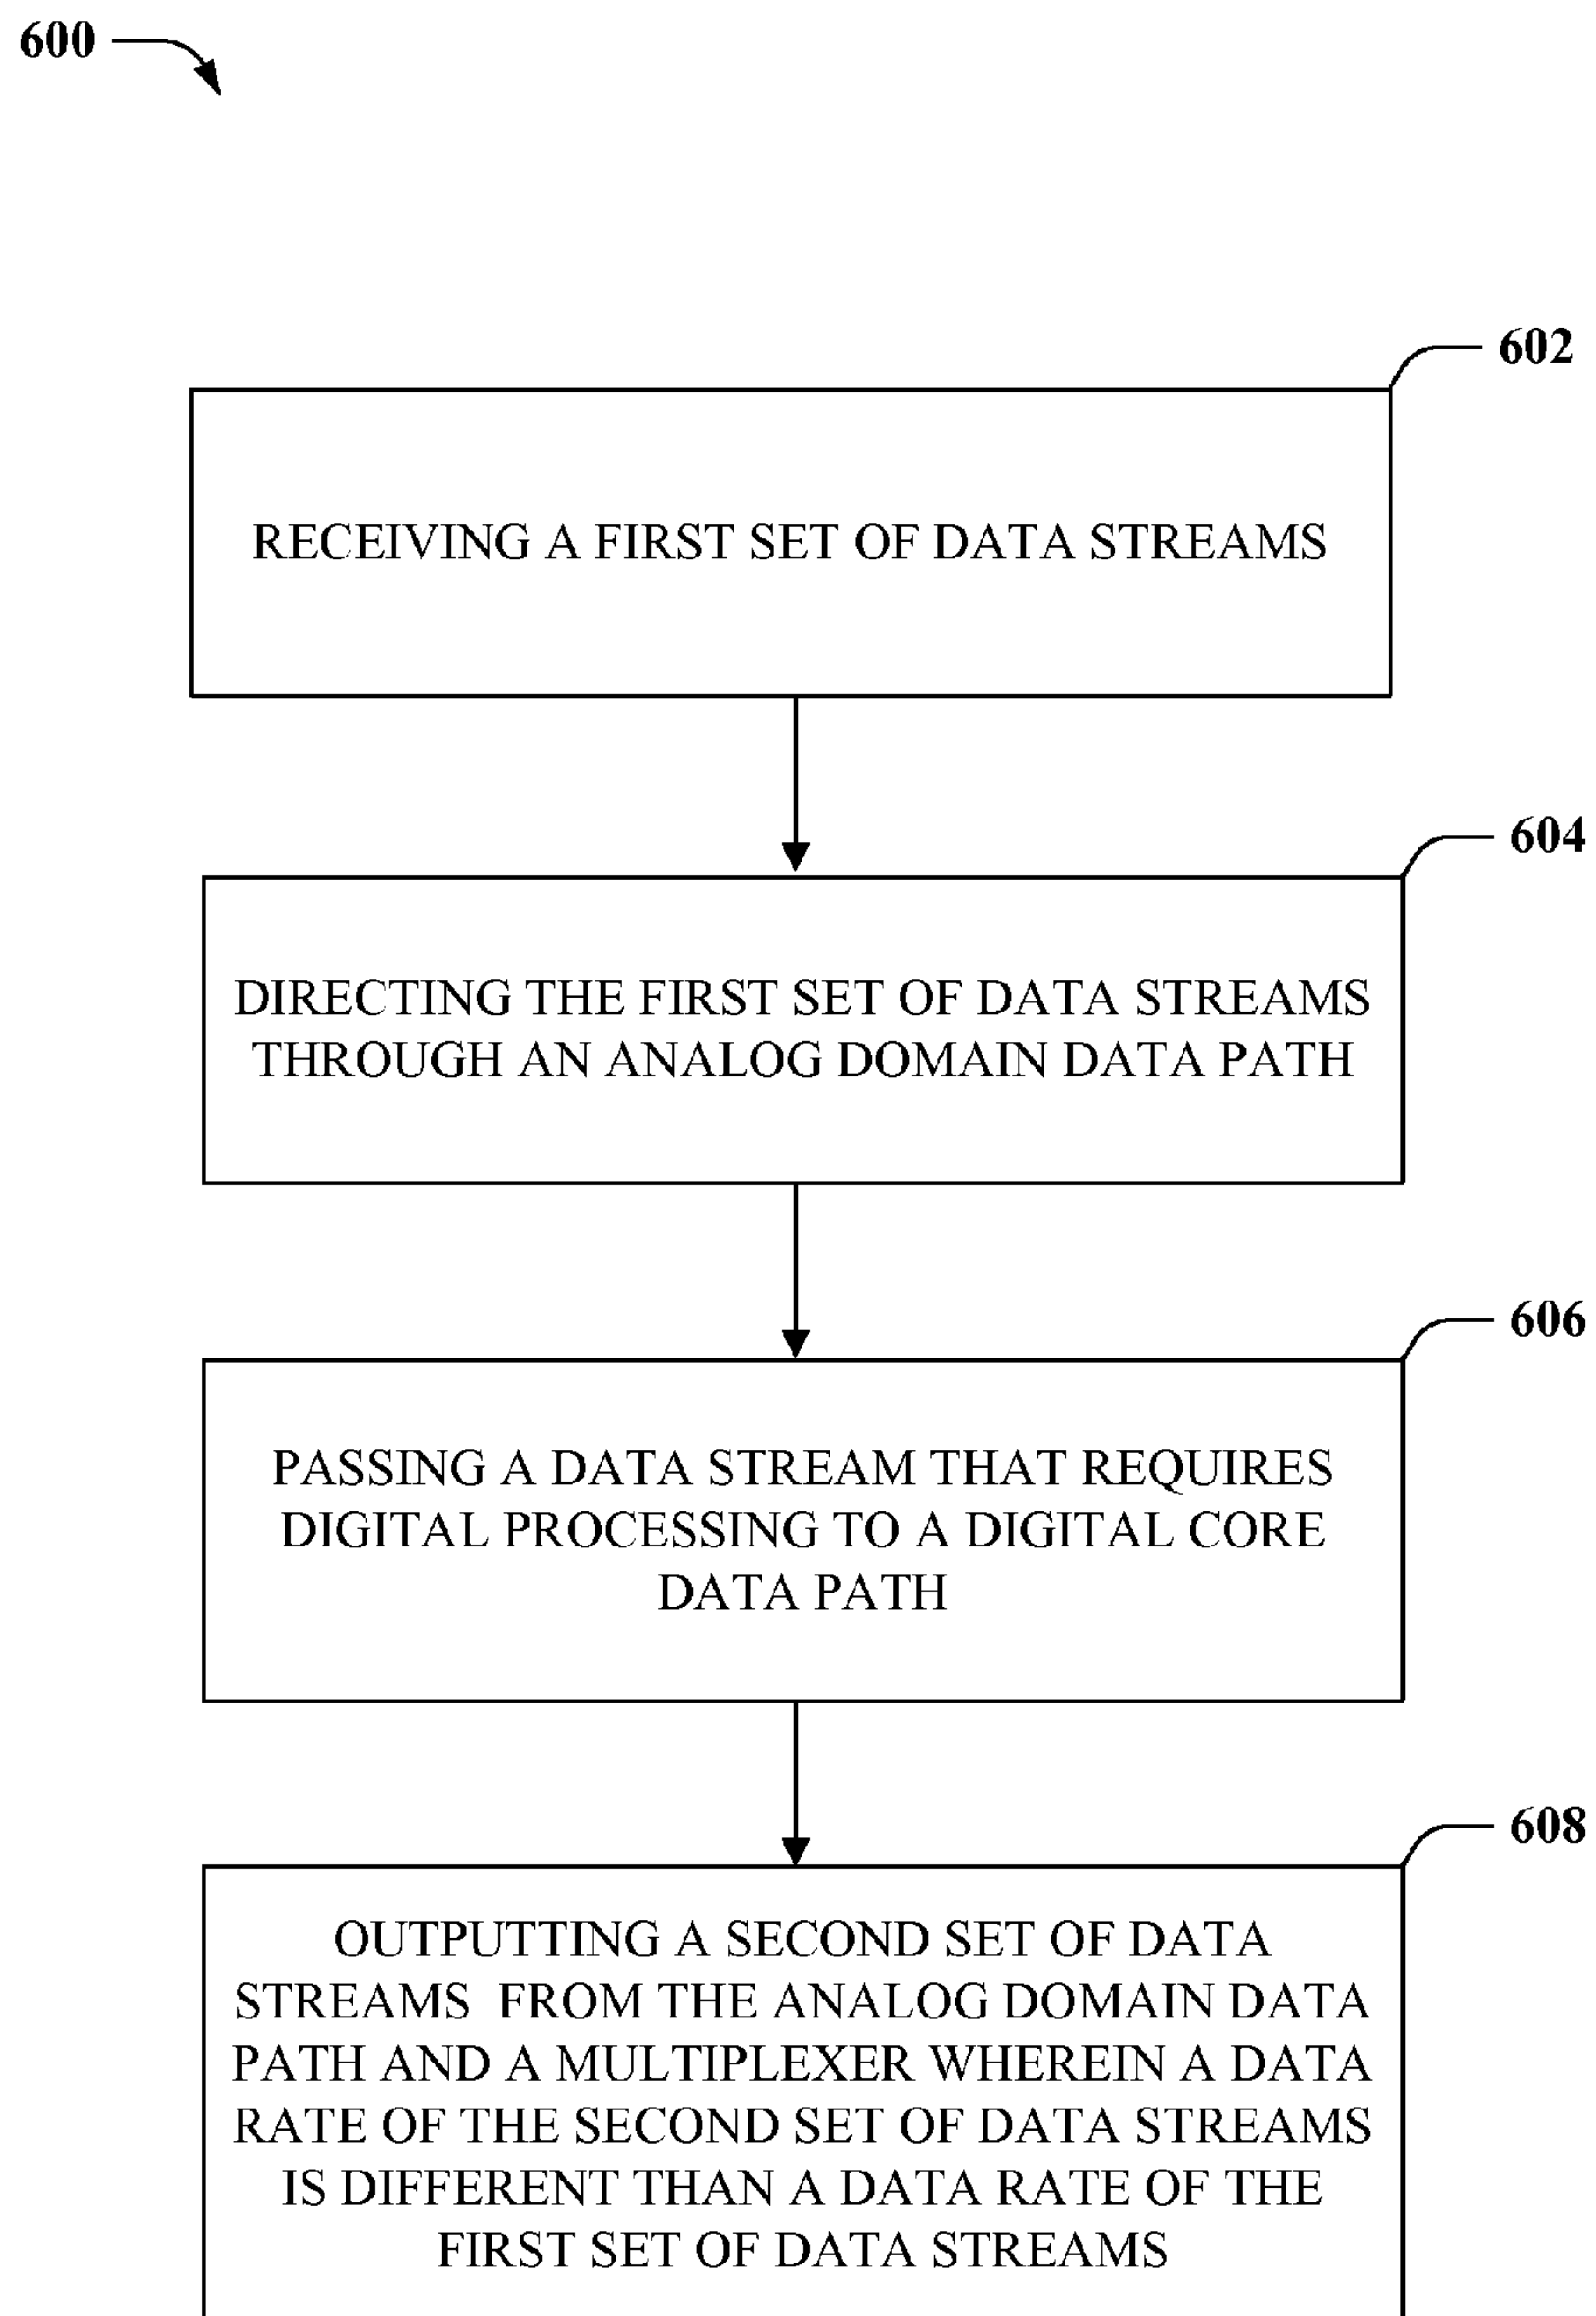 600
602
RECEIVING A FIRST SET OF DATA STREAMS
604
DIRECTING THE FIRST SET OF DATA STREAMS
THROUGH AN ANALOG DOMAIN DATA PATH
606
PASSING A DATA STREAM THAT REQUIRES
DIGITAL PROCESSING TO A DIGITAL CORE
DATA PATH
608
OUTPUTTING A SECOND SET OF DATA
STREAMS FROM THE ANALOG DOMAIN DATA
PATH AND A MULTIPLEXER WHEREIN A DATA
RATE OF THE SECOND SET OF DATA STREAMS
IS DIFFERENT THAN A DATA RATE OF THE
FIRST SET OF DATA STREAMS